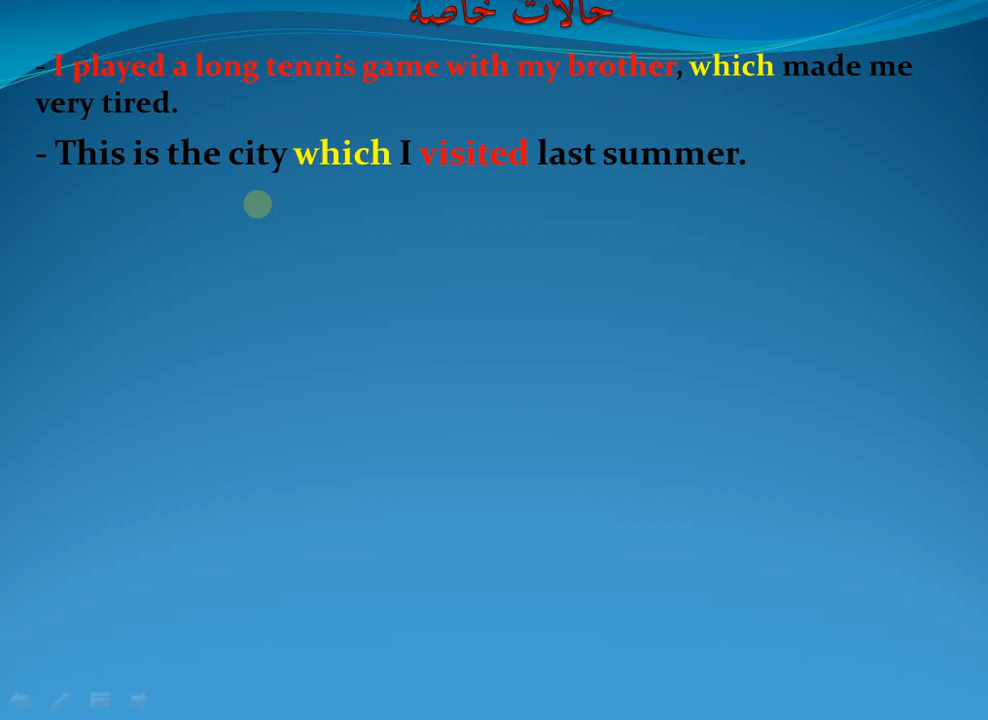 حالات خاصة
- I played a long tennis game with my brother, which made me
very tired.
- This is the city which I visited last summer.